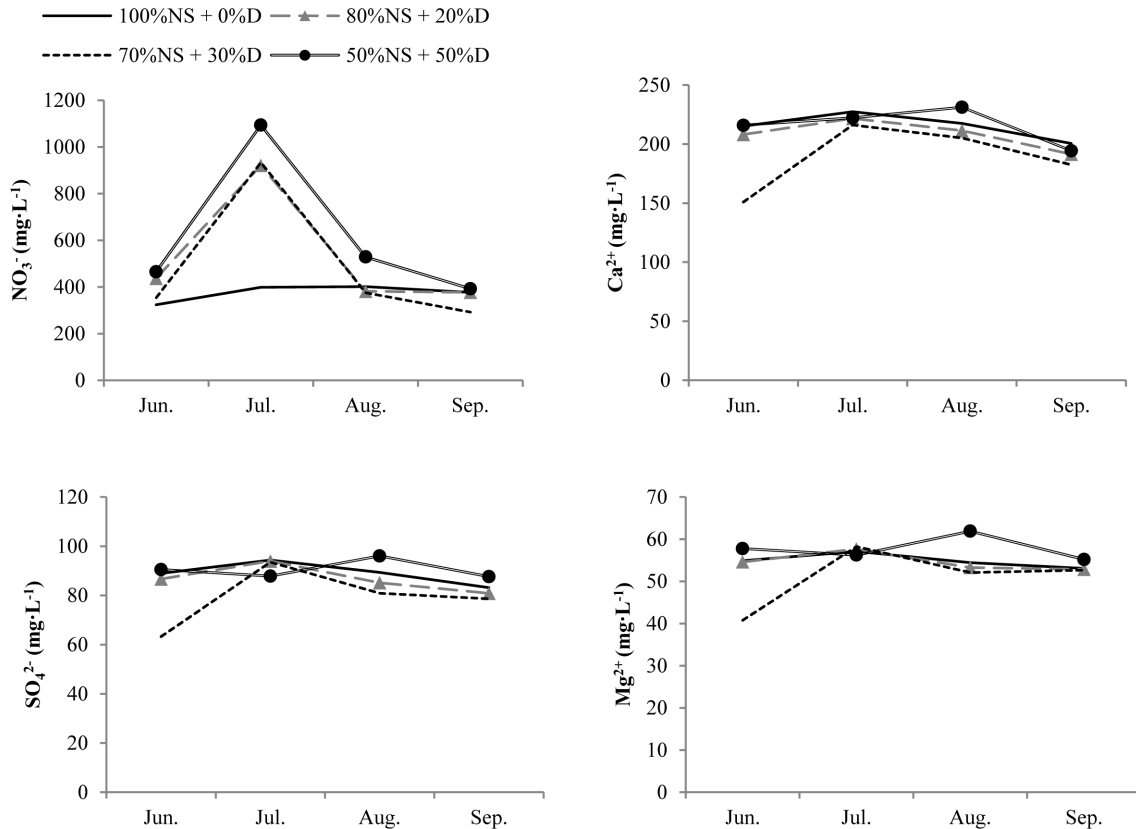 100%NS + 0%D 80%NS + 20%D
70%NS + 30%D 50%NS + 50%D
NO₃⁻ (mg·L⁻¹)
1200
1000
800
600
400
200
0
Jun. Jul. Aug. Sep.
Ca²⁺ (mg·L⁻¹)
250
200
150
100
50
0
Jun. Jul. Aug. Sep.
SO₄²⁻ (mg·L⁻¹)
120
100
80
60
40
20
0
Jun. Jul. Aug. Sep.
Mg²⁺ (mg·L⁻¹)
70
60
50
40
30
20
10
0
Jun. Jul. Aug. Sep.